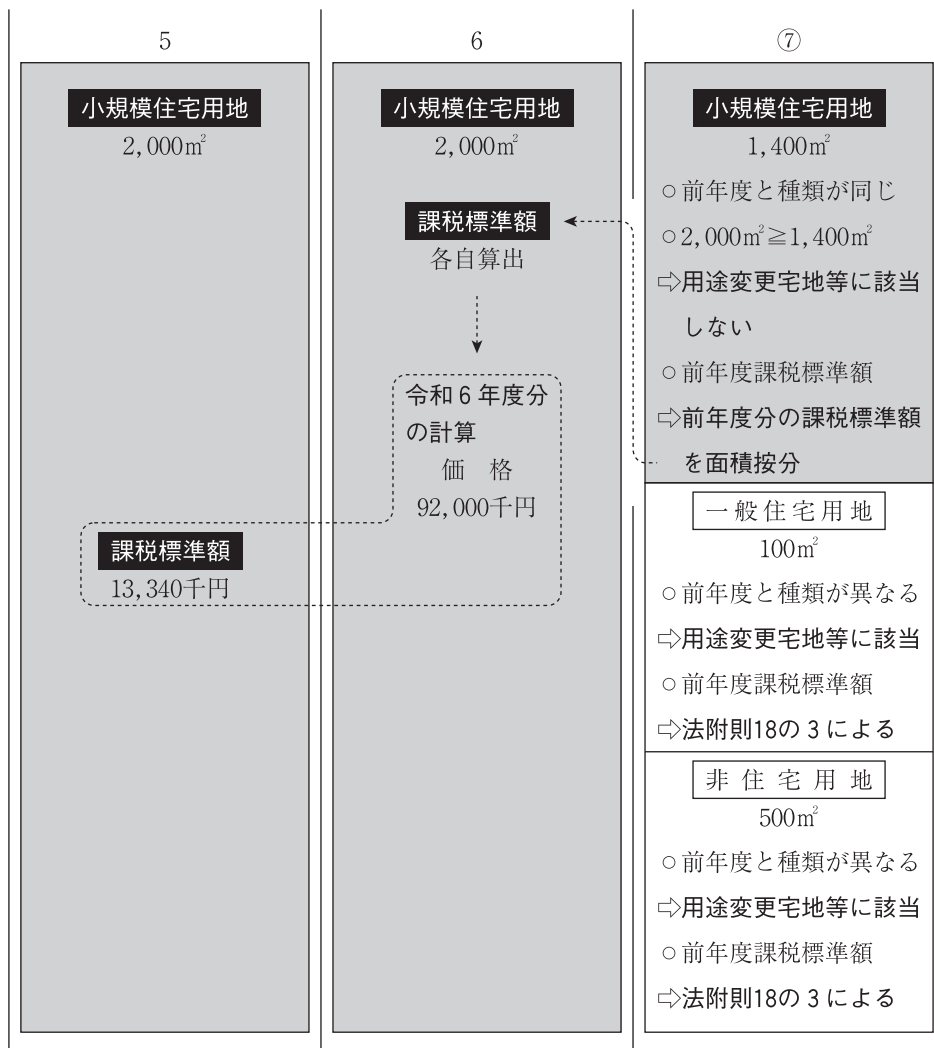 5
小規模住宅用地
2,000㎡
課税標準額
13,340千円
6
小規模住宅用地
2,000㎡
課税標準額
各自算出
令和6年度分
の計算
価　格
92,000千円
⑦
小規模住宅用地
1,400㎡
○前年度と種類が同じ
○2,000㎡≧1,400㎡
⇨用途変更宅地等に該当
しない
○前年度課税標準額
⇨前年度分の課税標準額
を面積按分
一般住宅用地
100㎡
○前年度と種類が異なる
⇨用途変更宅地等に該当
○前年度課税標準額
⇨法附則18の3による
非住宅用地
500㎡
○前年度と種類が異なる
⇨用途変更宅地等に該当
○前年度課税標準額
⇨法附則18の3による